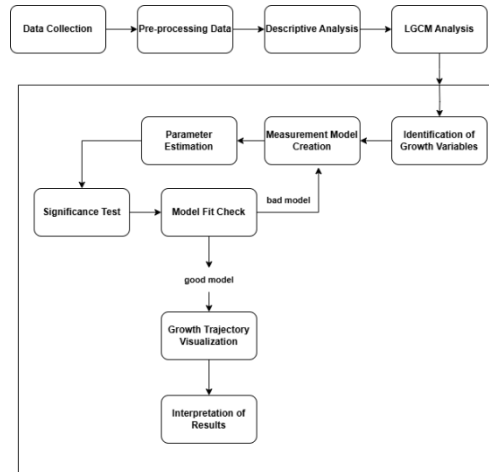 Data Collection
Pre-processing Data
Descriptive Analysis
LGCM Analysis
Parameter
Estimation
Measurement Model
Creation
Identification of
Growth Variables
Significance Test
Model Fit Check
bad model
good model
Growth Trajectory
Visualization
Interpretation of
Results